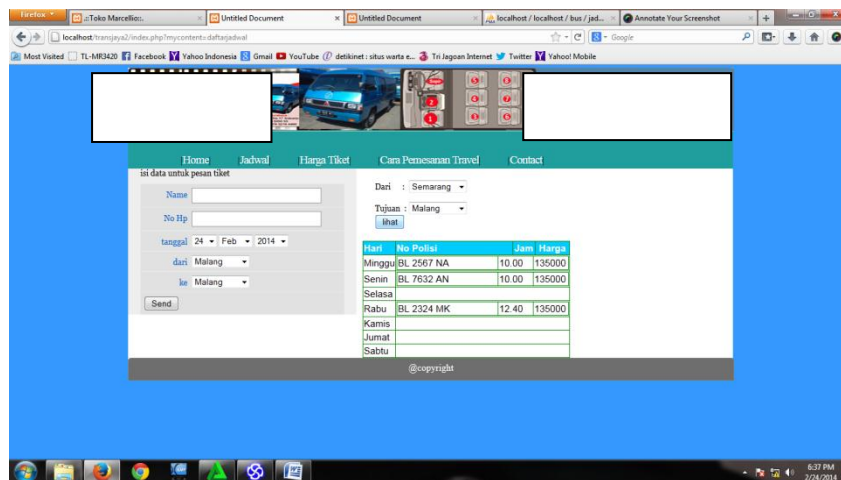 Firefox
.::Toko Marcellio::.
Untitled Document
Untitled Document
localhost / localhost / bus / jad...
Annotate Your Screenshot
localhost/transjaya2/index.php?mycontent=daftarjadwal
Google
Most Visited TL-MR3420 Facebook Yahoo Indonesia Gmail YouTube detikinet : situs warta e... Tri Jagoan Internet Twitter Yahoo! Mobile
Home Jadwal Harga Tiket Cara Pemesanan Travel Contact
isi data untuk pesan tiket
Name
No Hp
tanggal 24 Feb 2014
dari Malang
ke Malang
Send
Dari : Semarang
Tujuan : Malang
lihat
Hari No Polisi Jam Harga
Minggu BL 2567 NA 10.00 135000
Senin BL 7632 AN 10.00 135000
Selasa
Rabu BL 2324 MK 12.40 135000
Kamis
Jumat
Sabtu
@copyright
6:37 PM
2/24/2014